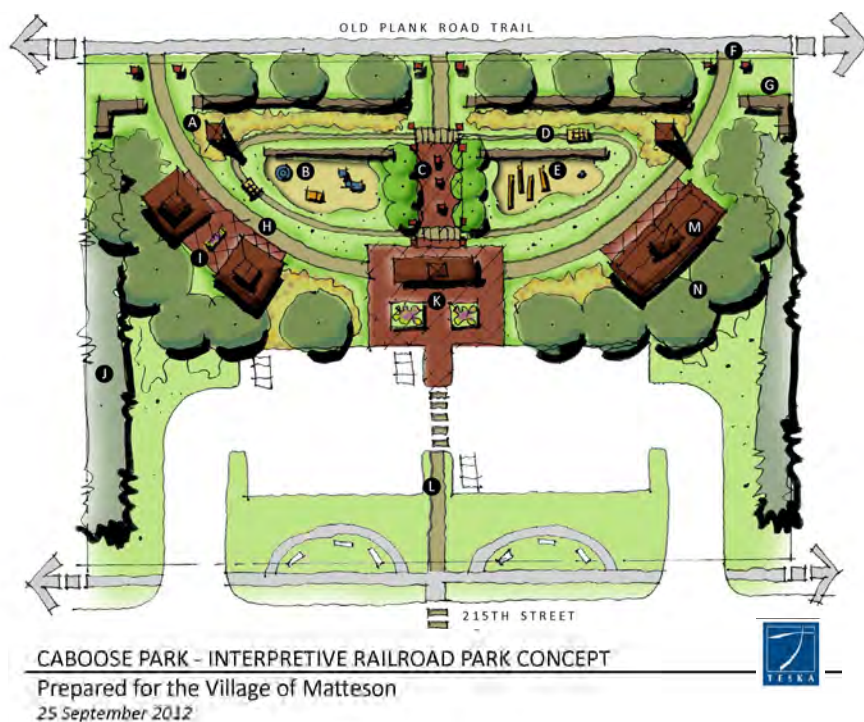 OLD PLANK ROAD TRAIL
F
G
A
D
B
C
E
H
M
I
N
K
J
L
215TH STREET
CABOOSE PARK - INTERPRETIVE RAILROAD PARK CONCEPT
TESKA
Prepared for the Village of Matteson
25 September 2012